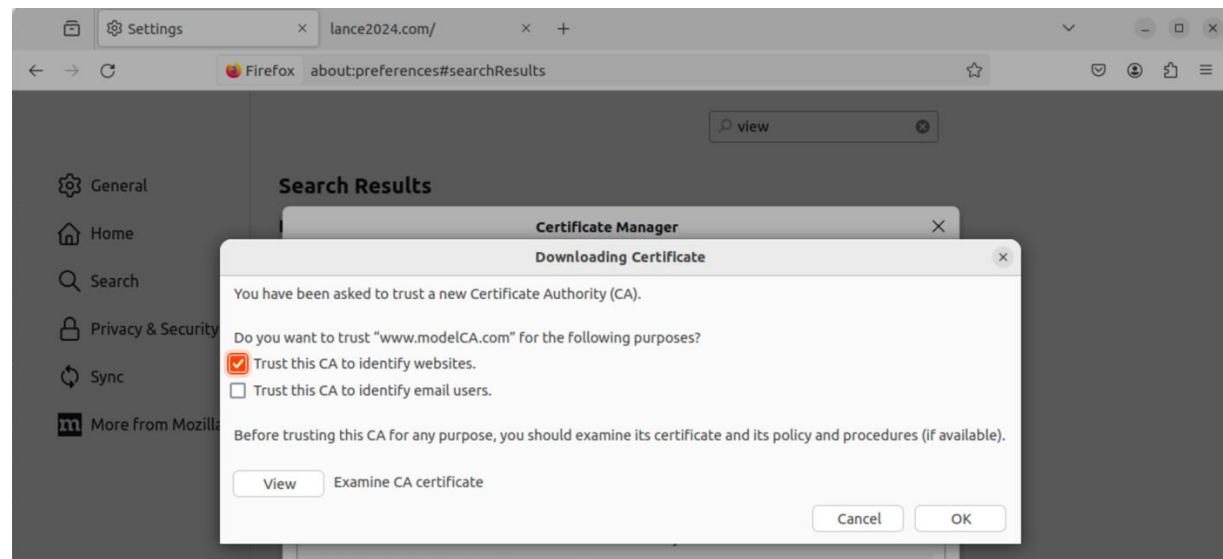 Settings
lance2024.com/
Firefox about:preferences#searchResults
view
General
Search Results
Home
Certificate Manager
Downloading Certificate
Search
You have been asked to trust a new Certificate Authority (CA).
Privacy & Security
Do you want to trust “www.modelCA.com” for the following purposes?
Trust this CA to identify websites.
Sync
Trust this CA to identify email users.
m
More from Mozilla
Before trusting this CA for any purpose, you should examine its certificate and its policy and procedures (if available).
View
Examine CA certificate
Cancel
OK